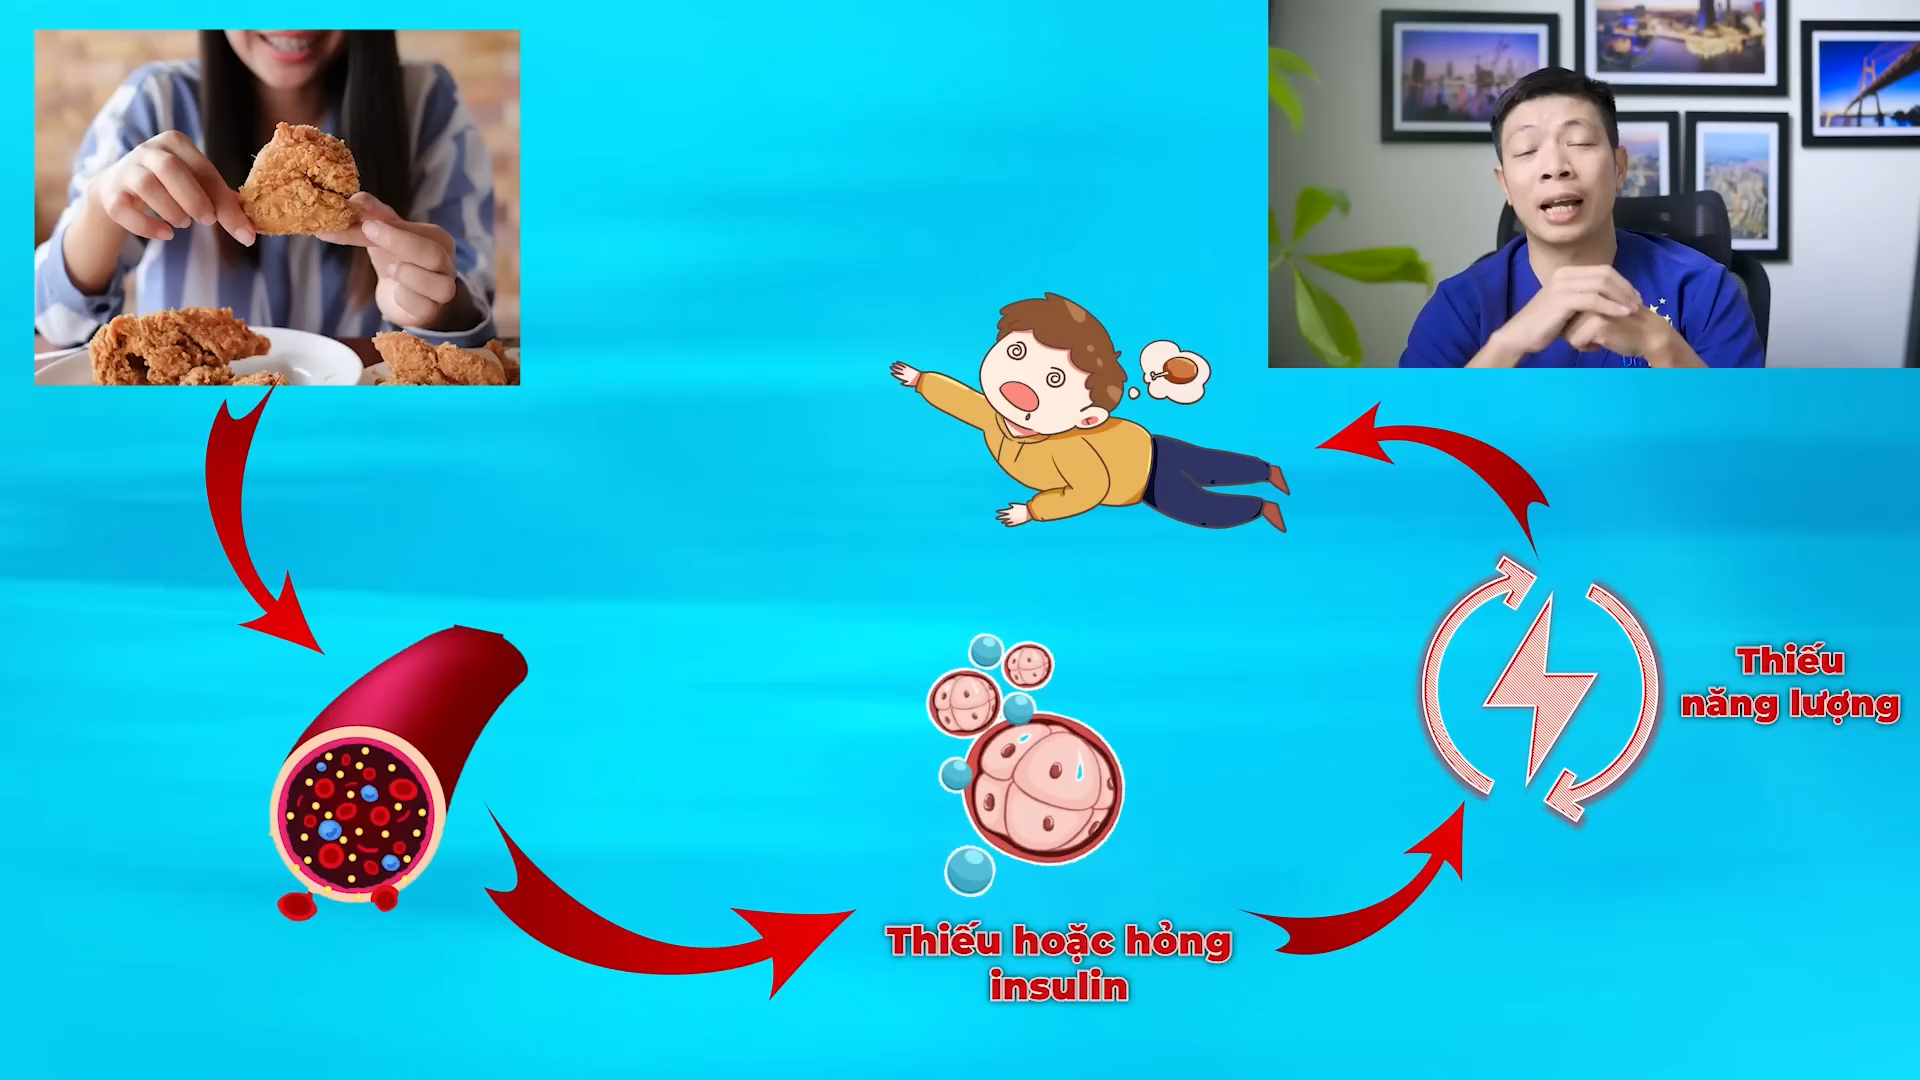 Thiếu
năng lượng
Thiếu hoặc hỏng
insulin